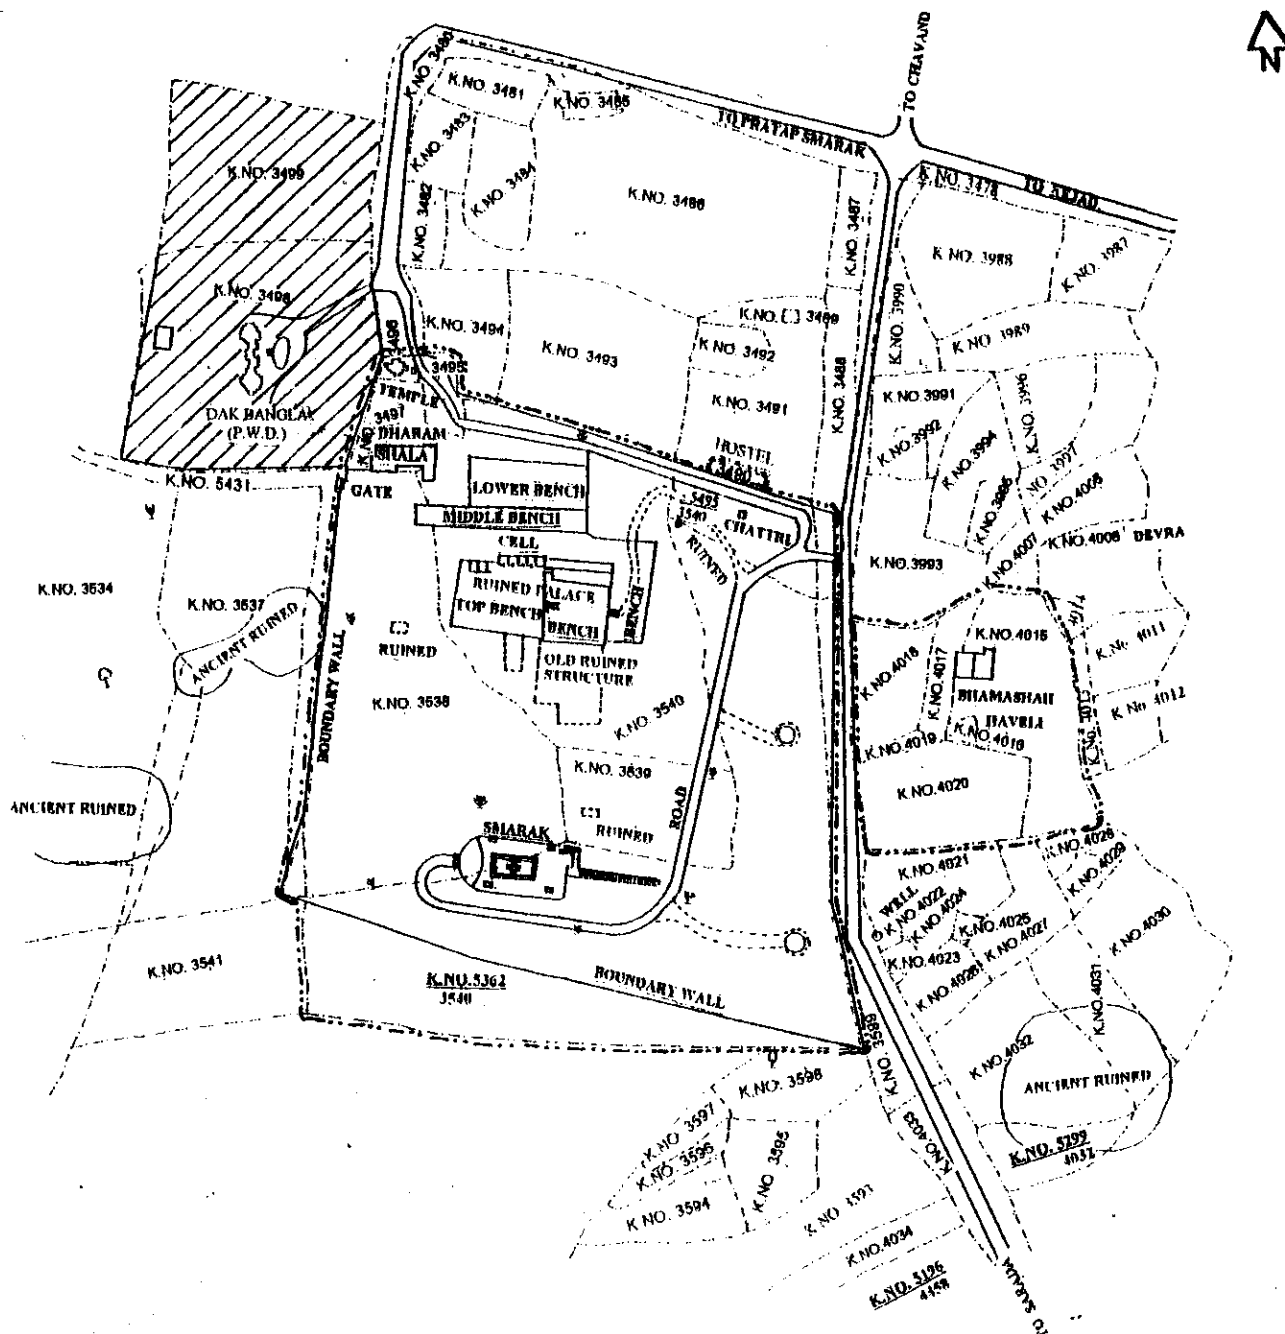 N
TO CHAVAND
K.NO. 3480
K.NO. 3481
K.NO. 3485
TO PRATAP SMARAK
K.NO. 3483
K.NO. 3499
K.NO. 3484
K.NO. 3478
K.NO. 3486
K.NO. 3482
K.NO. 3487
K.NO. 3988
K.NO. 3987
K.NO. 3498
K.NO. 3990
K.NO. 3489
K.NO. 3494
K.NO. 3989
K.NO. 3493
K.NO. 3492
3496
3495
K.NO. 3488
K.NO. 3996
TEMPLE
K.NO. 3991
K.NO. 3491
DAK BANGLA
(P.W.D.)
K.NO. 3497
K.NO. 3992
K.NO. 3994
DHARAM
SHALA
HOSTEL
NO. 3997
K.NO. 5431
GATE
LOWER BENCH
3490
K.NO. 3995
MIDDLE BENCH
5495
3540
CHATTRI
CELL
K.NO. 4007
DEVRA
RUINED
K.NO. 3993
K.NO. 3534
K.NO. 3537
RUINED PALACE
TOP BENCH
BENCH
BENCH
ANCIENT RUINED
K.NO. 4016
K.NO. 4011
RUINED
K.NO. 4018
K.NO. 4017
BOUNDARY WALL
OLD RUINED
STRUCTURE
BHAMASHAH
HAVELI
K.NO. 4012
K.NO. 3538
K.NO. 3540
K.NO. 4013
K.NO. 4019
K.NO. 3539
K.NO. 4020
ANCIENT RUINED
ROAD
SMARAK
RUINED
K.NO. 4028
K.NO. 4029
K.NO. 4021
WELL
K.NO. 4022
K.NO. 4024
K.NO. 4025
K.NO. 4030
K.NO. 4027
K.NO. 3541
K.NO. 4023
K.NO. 5362
3540
BOUNDARY WALL
K.NO. 4031
K.NO. 3589
K.NO. 4032
K.NO. 3598
ANCIENT RUINED
K.NO. 3597
K.NO. 4033
K.NO. 3596
K.NO. 3595
K.NO. 5299
4032
K.NO. 3594
K.NO. 3593
K.NO. 4034
K.NO. 5196